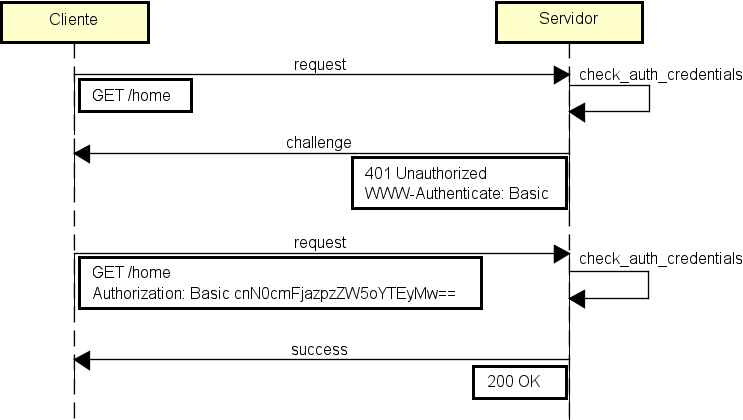 Cliente
Servidor
request
check_auth_credentials
GET /home
challenge
401 Unauthorized
WWW-Authenticate: Basic
request
check_auth_credentials
GET /home
Authorization: Basic cnN0cmFjazpzZW5oYTEyMw==
success
200 OK